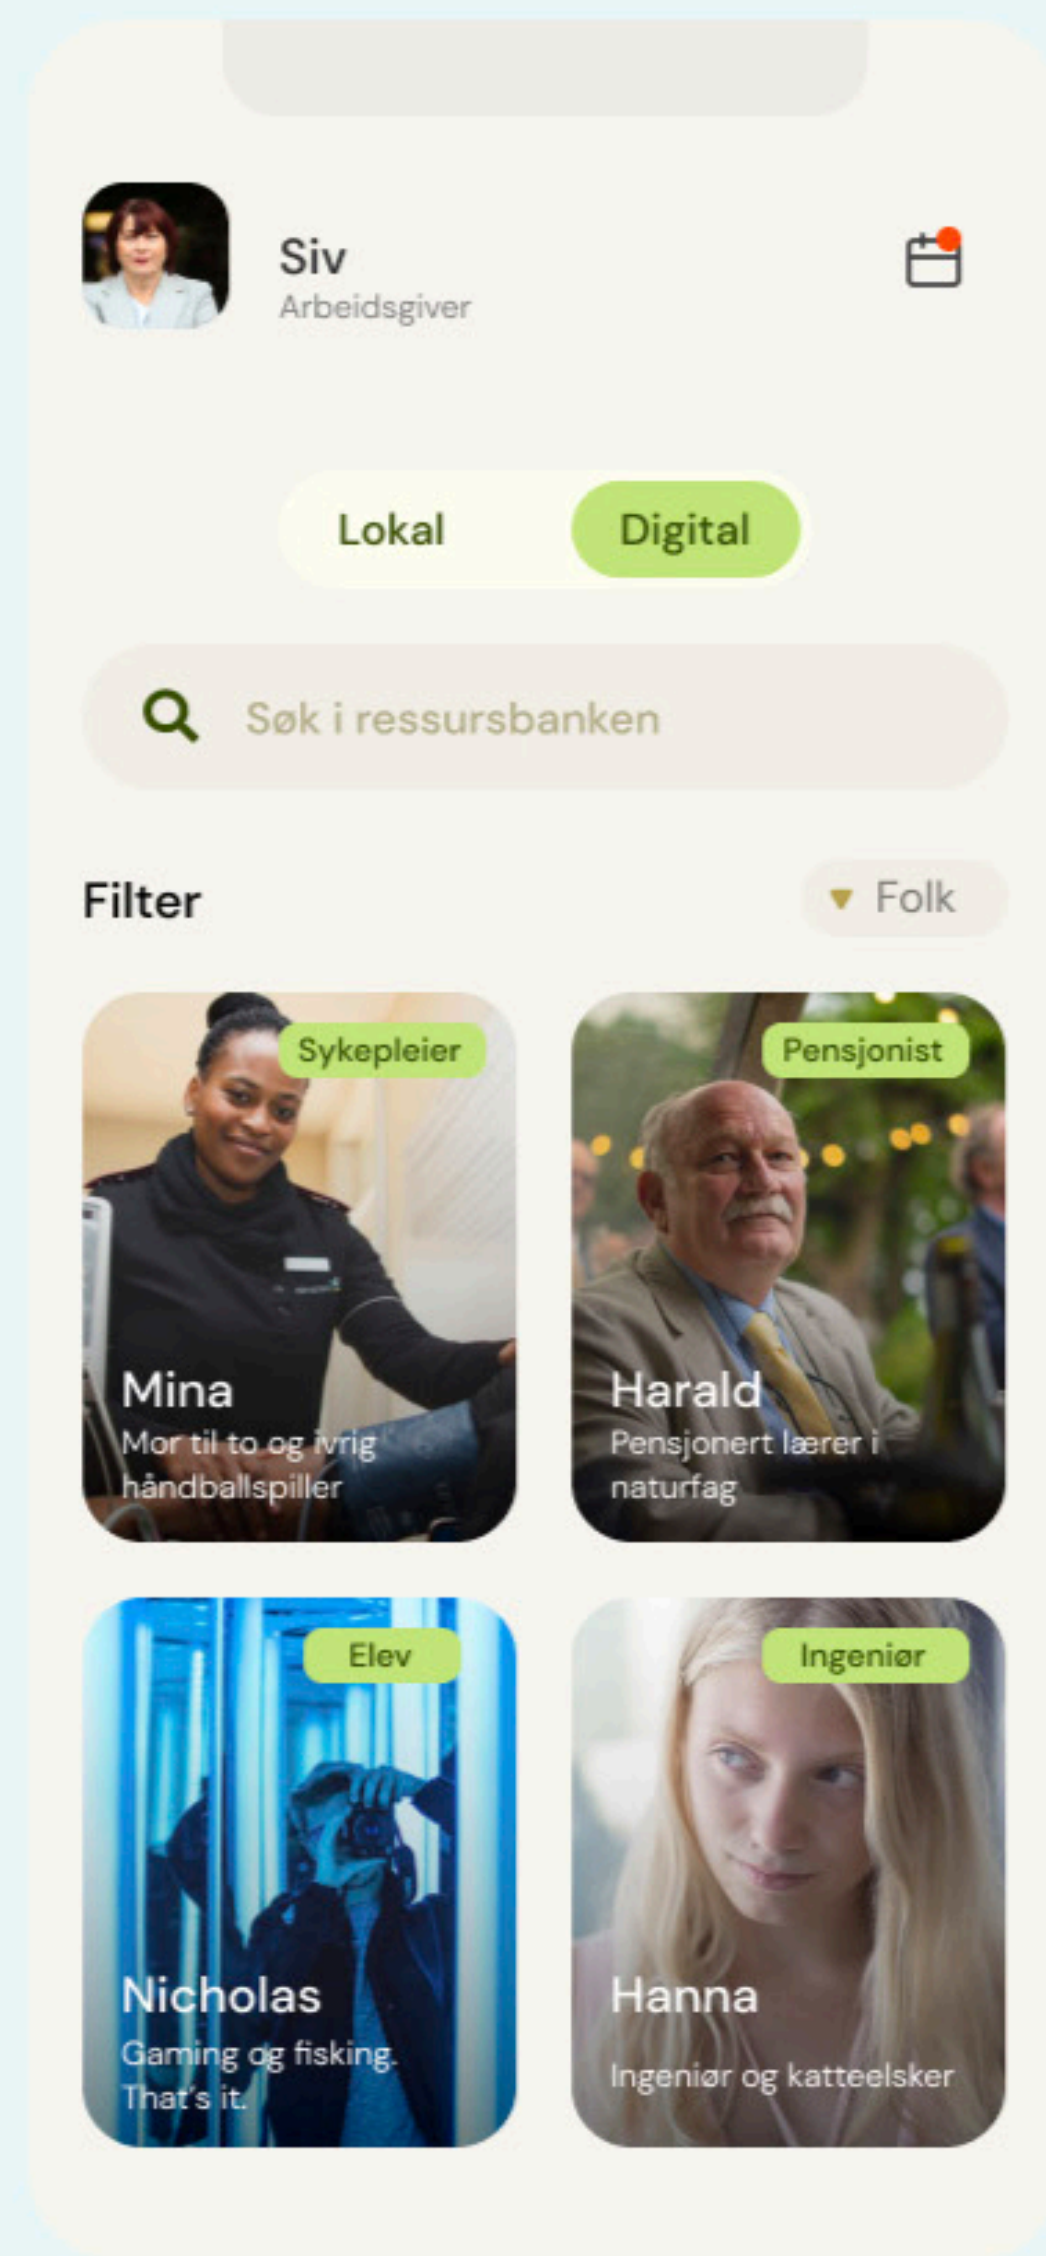 Siv
Arbeidsgiver
Lokal
Digital
Søk i ressursbanken
Filter
Folk
Sykepleier
Mina
Mor til to og ivrig
håndballspiller
Pensjonist
Harald
Pensjonert lærer i
naturfag
Elev
Nicholas
Gaming og fisking.
That's it.
Ingeniør
Hanna
Ingeniør og katteelsker